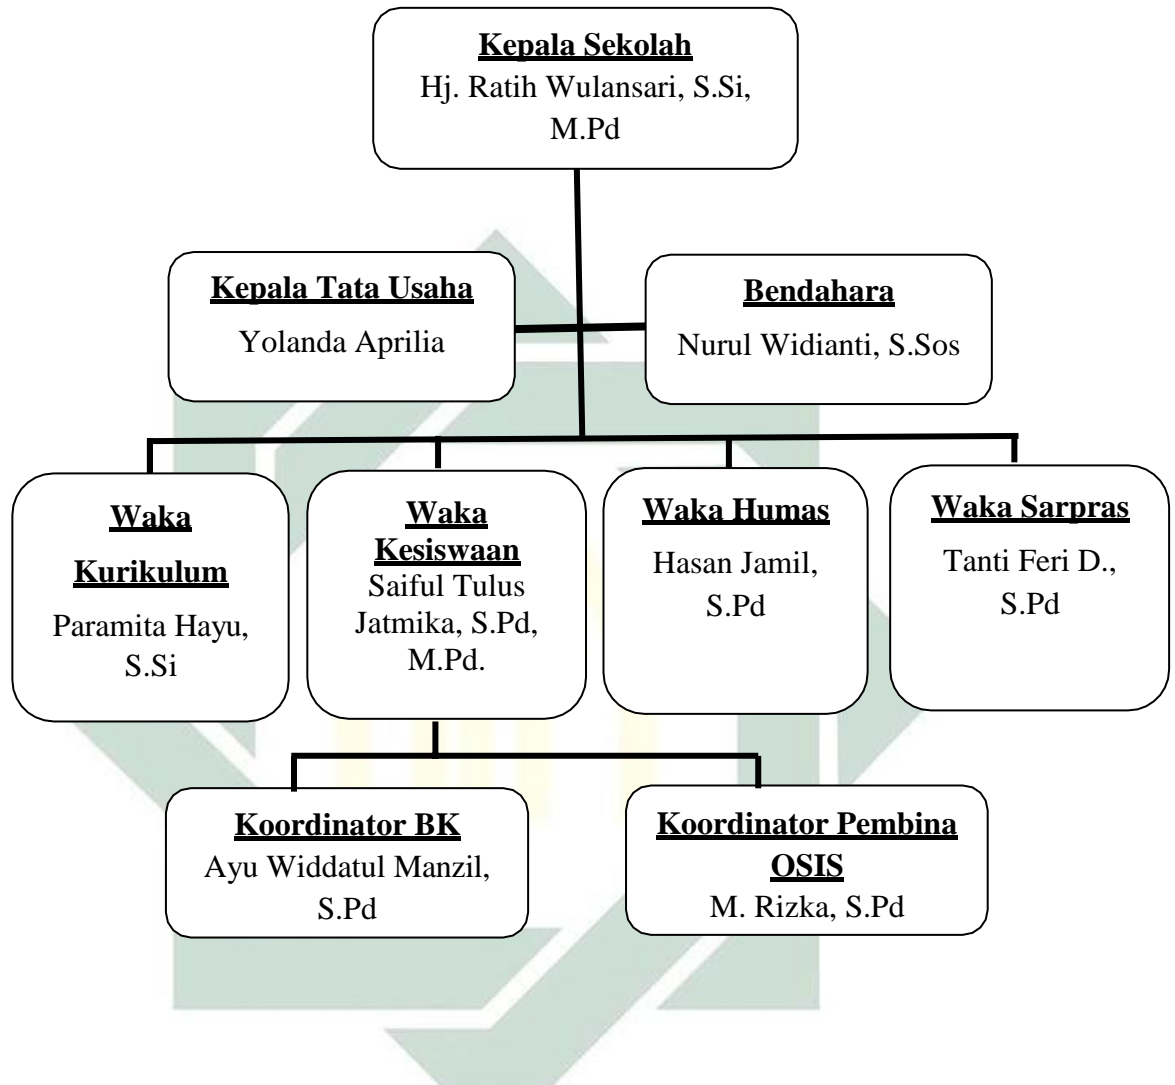 Kepala Sekolah
Hj. Ratih Wulansari, S.Si,
M.Pd
Kepala Tata Usaha
Yolanda Aprilia
Bendahara
Nurul Widianti, S.Sos
Waka
Kurikulum
Paramita Hayu,
S.Si
Waka
Kesiswaan
Saiful Tulus
Jatmika, S.Pd,
M.Pd.
Waka Humas
Hasan Jamil,
S.Pd
Waka Sarpras
Tanti Feri D.,
S.Pd
Koordinator BK
Ayu Widdatul Manzil,
S.Pd
Koordinator Pembina
OSIS
M. Rizka, S.Pd